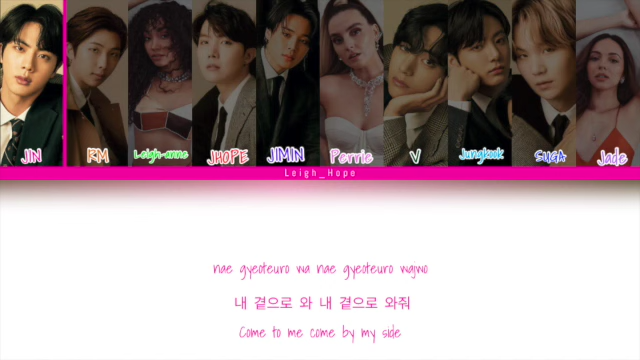 JIN RM Leigh-anne JHOPE JIMIN Perrie V Jungkook SUGA Jade
Leigh_Hope
nae gyeoteuro wa nae gyeoteuro wajwo
내 곁으로 와 내 곁으로 와줘
Come to me come by my side